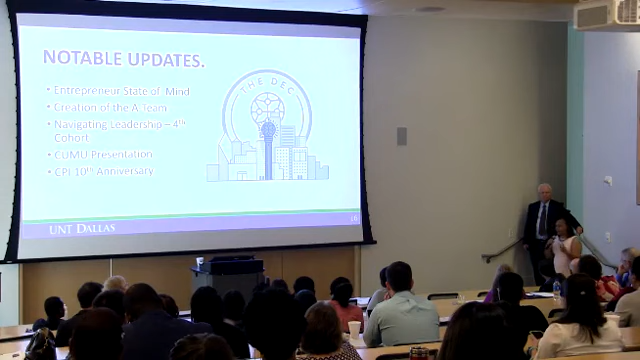 NOTABLE UPDATES.
• Entrepreneur State of Mind
• Creation of the A-Team
• Navigating Leadership – 4th
Cohort
• CUMU Presentation
• CPI 10th Anniversary
THE DEC
UNT DALLAS